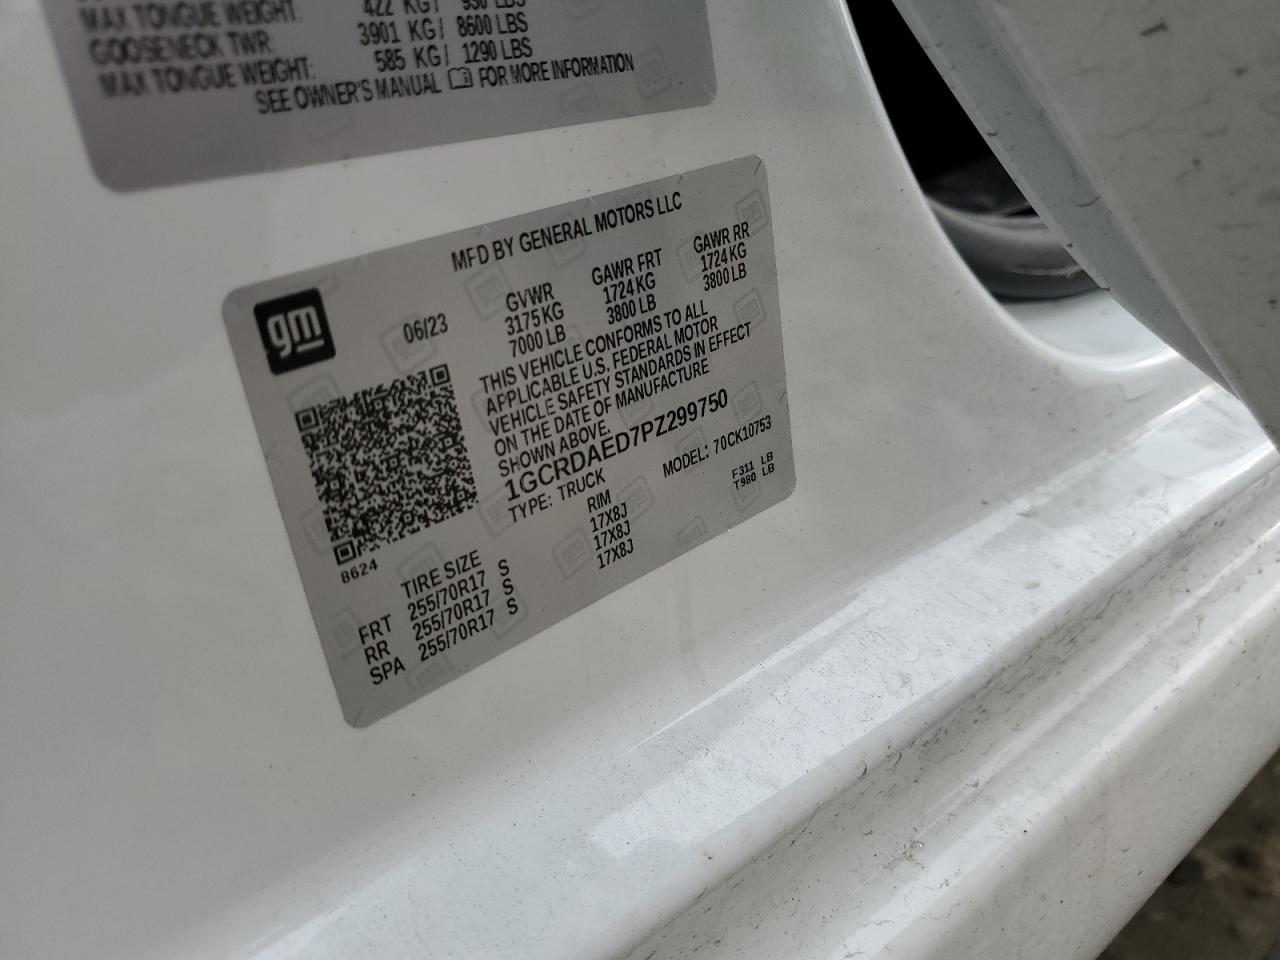 MAX TONGUE WEIGHT: 422 KG / 930 LBS
GOOSENECK TWR: 3901 KG / 8600 LBS
MAX TONGUE WEIGHT: 585 KG / 1290 LBS
SEE OWNER'S MANUAL FOR MORE INFORMATION
MFD BY GENERAL MOTORS LLC
gm
06/23
GVWR GAWR FRT GAWR RR
3175 KG 1724 KG 1724 KG
7000 LB 3800 LB 3800 LB
THIS VEHICLE CONFORMS TO ALL
APPLICABLE U.S. FEDERAL MOTOR
VEHICLE SAFETY STANDARDS IN EFFECT
ON THE DATE OF MANUFACTURE
SHOWN ABOVE.
1GCRDAED7PZ299750
TYPE: TRUCK MODEL: 70CK10753
F311 LB
T980 LB
8624
TIRE SIZE RIM
FRT 255/70R17 S 17X8J
RR 255/70R17 S 17X8J
SPA 255/70R17 S 17X8J